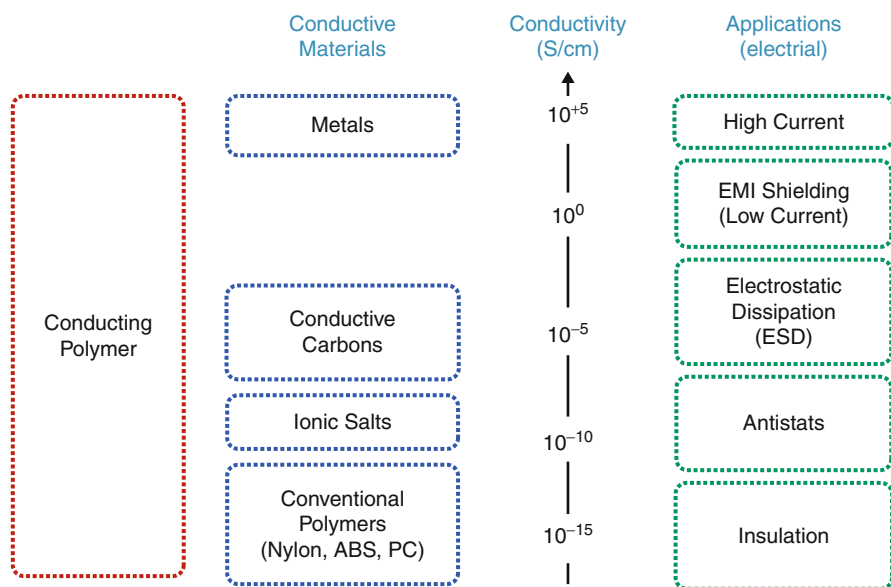 Conductive
Materials
Conductivity
(S/cm)
Applications
(electrial)
Conducting
Polymer
Metals
Conductive
Carbons
Ionic Salts
Conventional
Polymers
(Nylon, ABS, PC)
10⁺⁵
10⁰
10⁻⁵
10⁻¹⁰
10⁻¹⁵
High Current
EMI Shielding
(Low Current)
Electrostatic
Dissipation
(ESD)
Antistats
Insulation